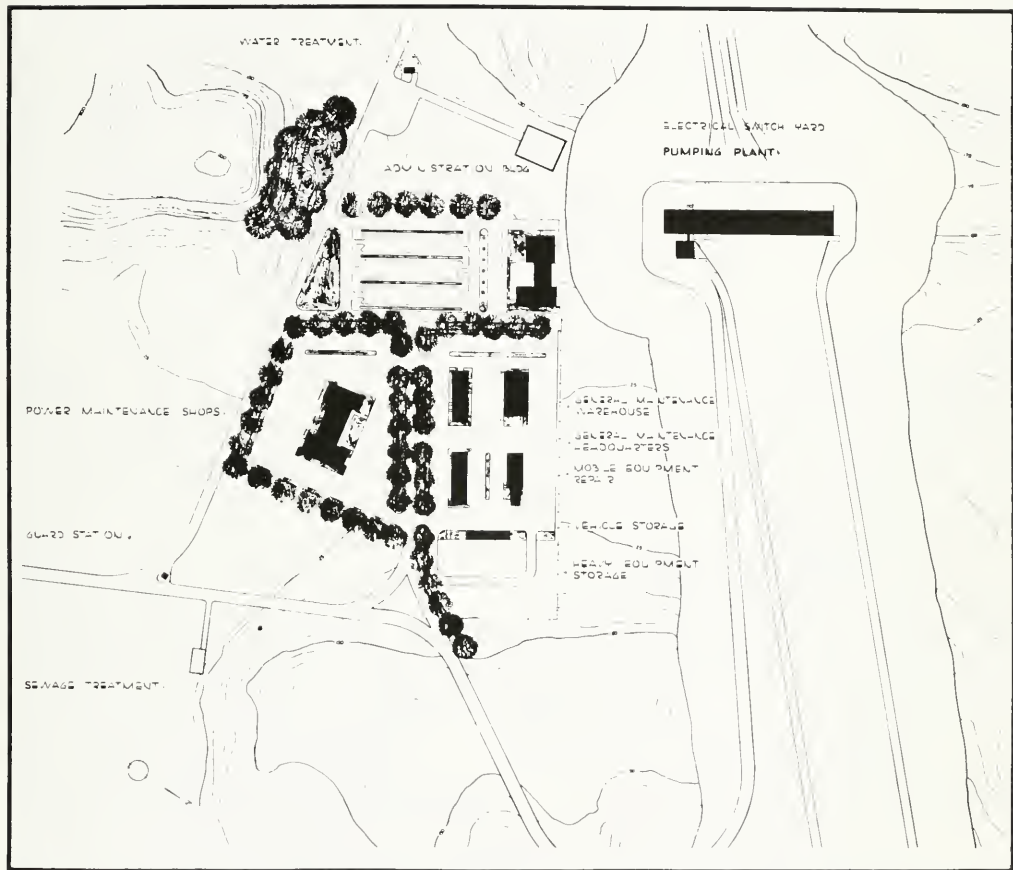 WATER TREATMENT.
ELECTRICAL SWITCH YARD
PUMPING PLANT.
ADMINISTRATION BLDG
POWER MAINTENANCE SHOPS.
GENERAL MAINTENANCE
WAREHOUSE
GENERAL MAINTENANCE
HEADQUARTERS
MOBILE EQUIPMENT
REPAIR
VEHICLE STORAGE
GUARD STATION.
HEAVY EQUIPMENT
STORAGE
SEWAGE TREATMENT.